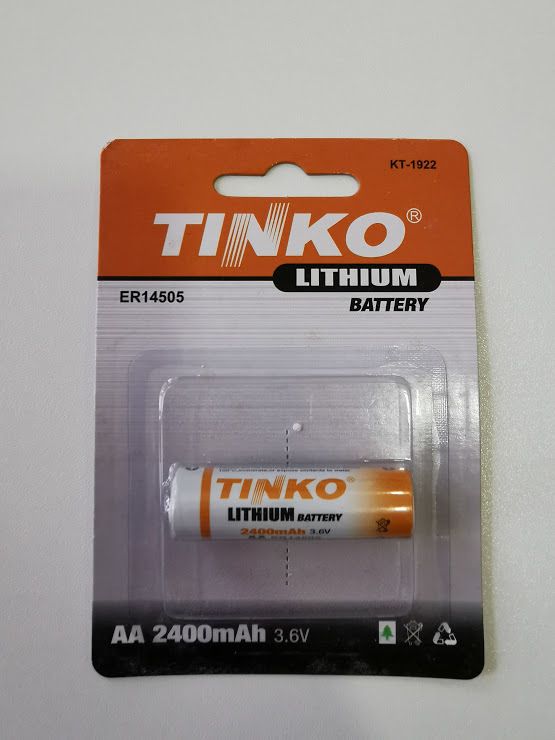 KT-1922
TINKO®
LITHIUM
BATTERY
ER14505
TINKO®
LITHIUM BATTERY
2400mAh 3.6V
AA 2400mAh 3.6V